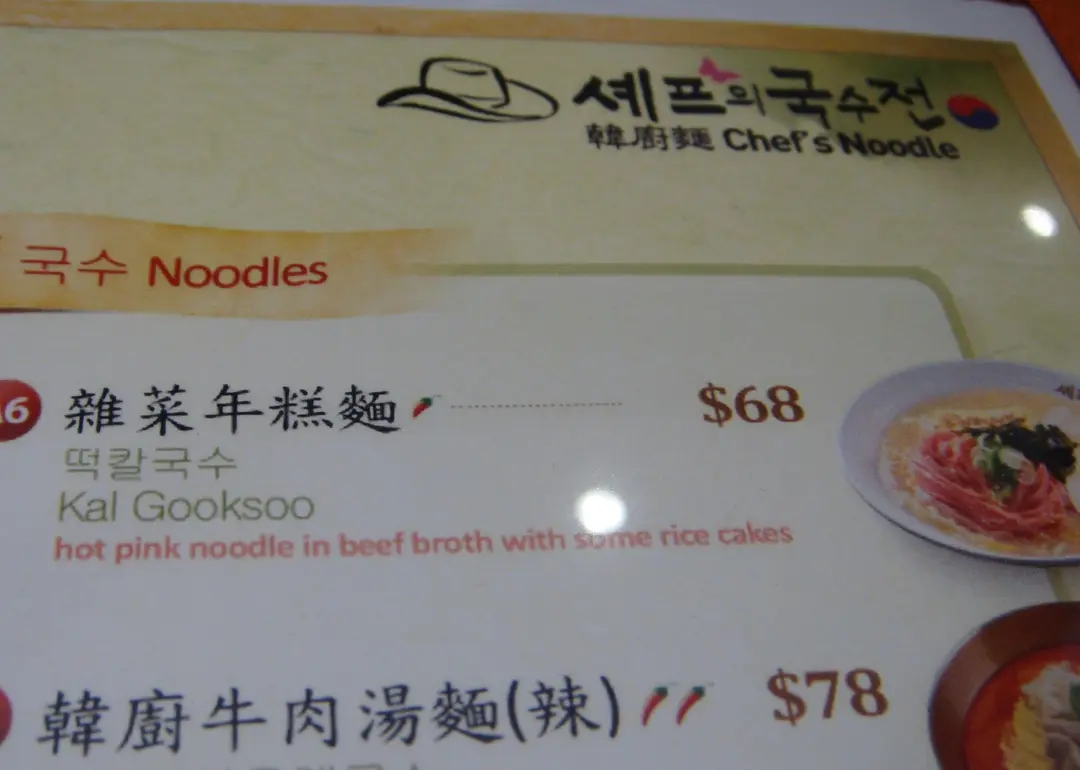 셰프의국수전
韓廚麵 Chef's Noodle
국수 Noodles
A6 雜菜年糕麵 $68
떡칼국수
Kal Gooksoo
hot pink noodle in beef broth with some rice cakes
韓廚牛肉湯麵(辣) $78